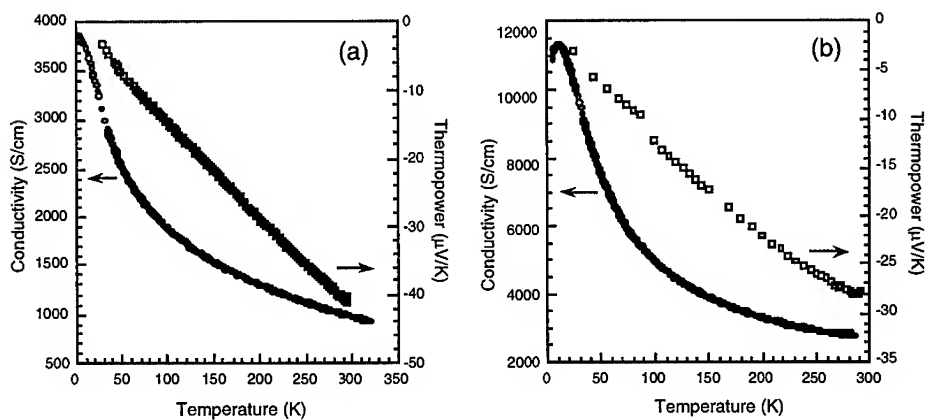 (a)
Conductivity (S/cm)
4000
3500
3000
2500
2000
1500
1000
500
0 50 100 150 200 250 300 350
Temperature (K)
0
-10
-20
-30
-40
-50
Thermopower (μV/K)
(b)
Conductivity (S/cm)
12000
10000
8000
6000
4000
2000
0 50 100 150 200 250 300
Temperature (K)
0
-5
-10
-15
-20
-25
-30
-35
Thermopower (μV/K)